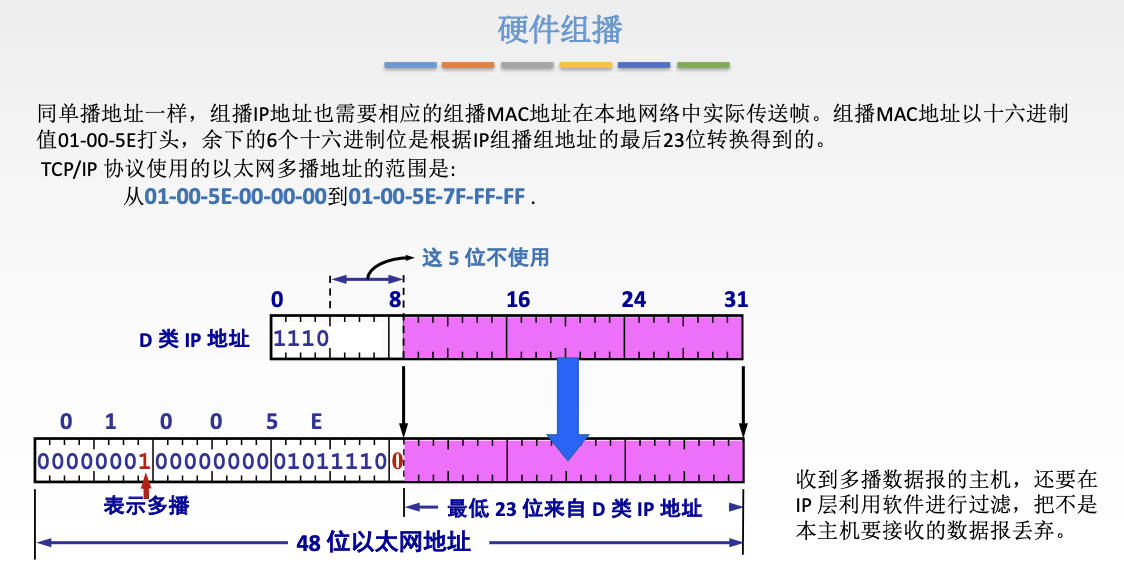 硬件组播
同单播地址一样，组播IP地址也需要相应的组播MAC地址在本地网络中实际传送帧。组播MAC地址以十六进制
值01-00-5E打头，余下的6个十六进制位是根据IP组播组地址的最后23位转换得到的。
TCP/IP 协议使用的以太网多播地址的范围是:
从01-00-5E-00-00-00到01-00-5E-7F-FF-FF .
这 5 位不使用
0 8 16 24 31
D 类 IP 地址
1110
0 1 0 0 5 E
00000001 00000000 01011110 0
表示多播
最低 23 位来自 D 类 IP 地址
48 位以太网地址
收到多播数据报的主机，还要在
IP 层利用软件进行过滤，把不是
本主机要接收的数据报丢弃。